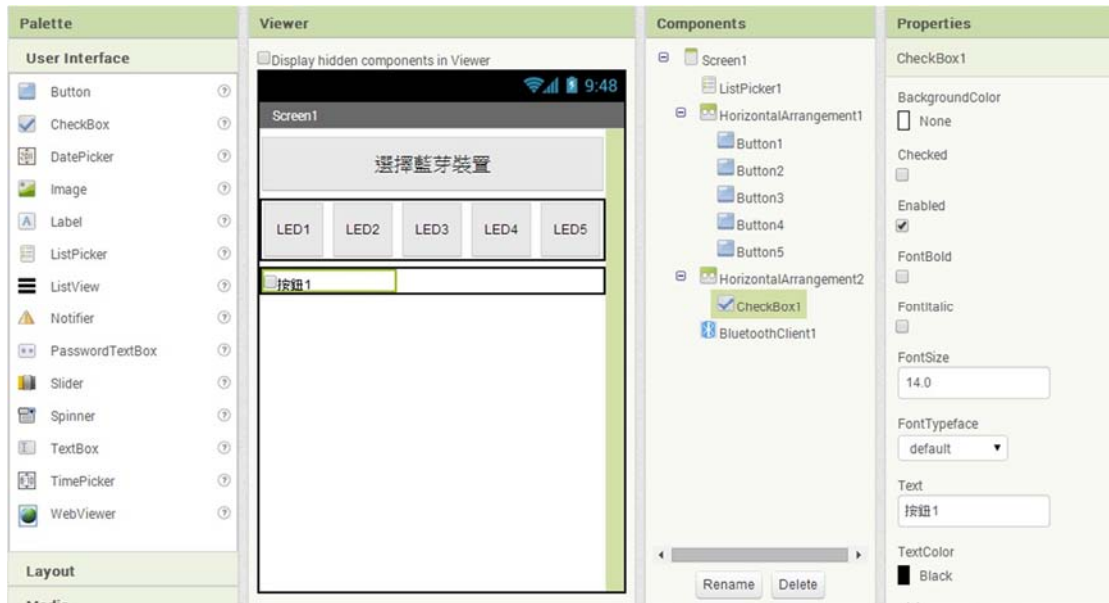 Palette
User Interface
Button
CheckBox
DatePicker
Image
Label
ListPicker
ListView
Notifier
PasswordTextBox
Slider
Spinner
TextBox
TimePicker
WebViewer
Layout
Media
Viewer
Display hidden components in Viewer
9:48
Screen1
選擇藍芽裝置
LED1 LED2 LED3 LED4 LED5
按鈕1
Components
Screen1
ListPicker1
HorizontalArrangement1
Button1
Button2
Button3
Button4
Button5
HorizontalArrangement2
CheckBox1
BluetoothClient1
Rename Delete
Properties
CheckBox1
BackgroundColor
None
Checked
Enabled
FontBold
FontItalic
FontSize
14.0
FontTypeface
default
Text
按鈕1
TextColor
Black